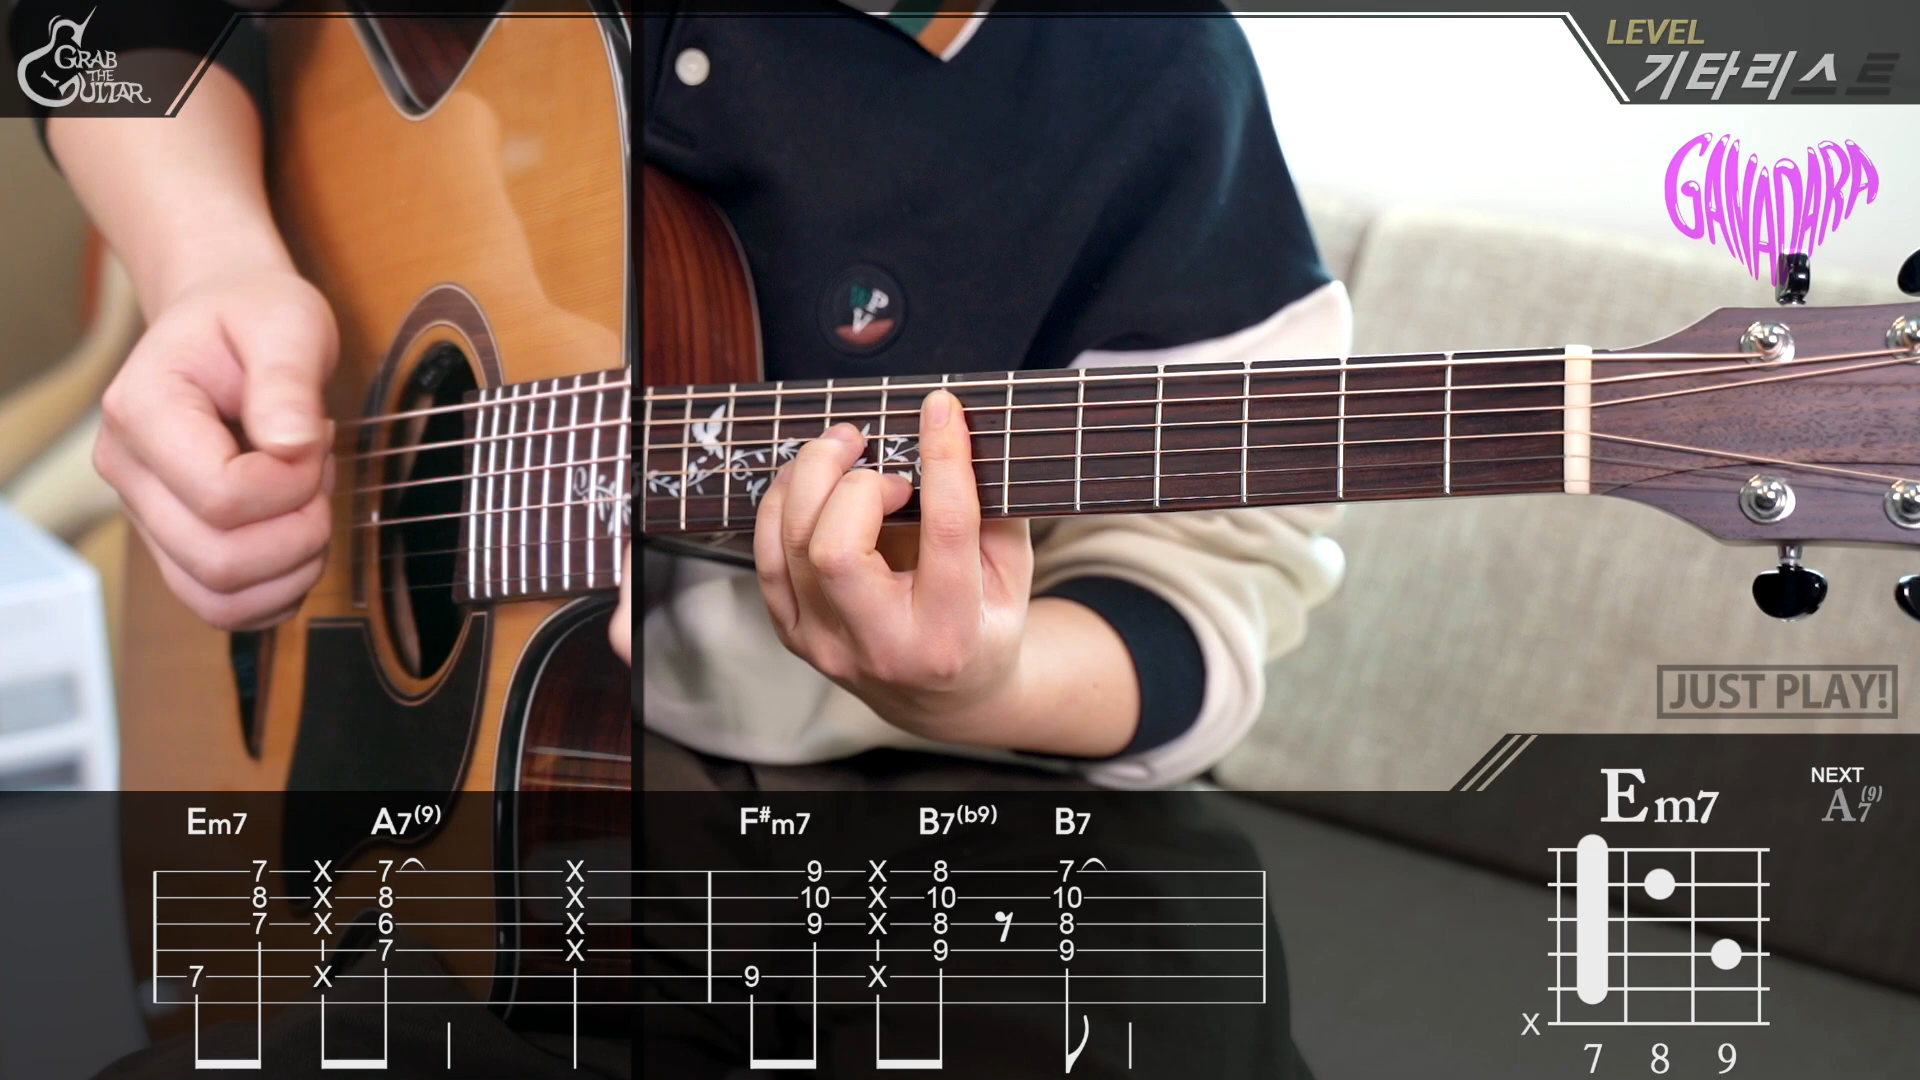 GRAB
THE
GUITAR
LEVEL
기타리스트
GANADARA
WPV
JUST PLAY!
Em7 A7(9) F#m7 B7(b9) B7
7 X 7 X 9 X 8 7
8 X 8 X 10 X 10 10
7 X 6 X 9 X 8 8
7 X 9 9
7 X 9 X
Em7
NEXT
A7(9)
X
7 8 9